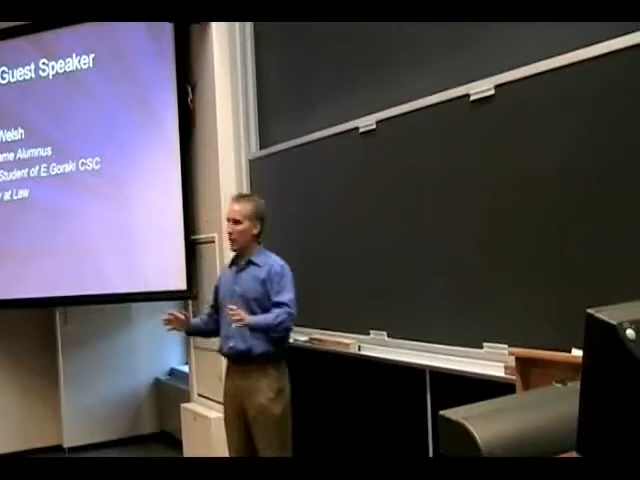 Guest Speaker
Welsh
ame Alumnus
Student of E.Gorski CSC
y at Law